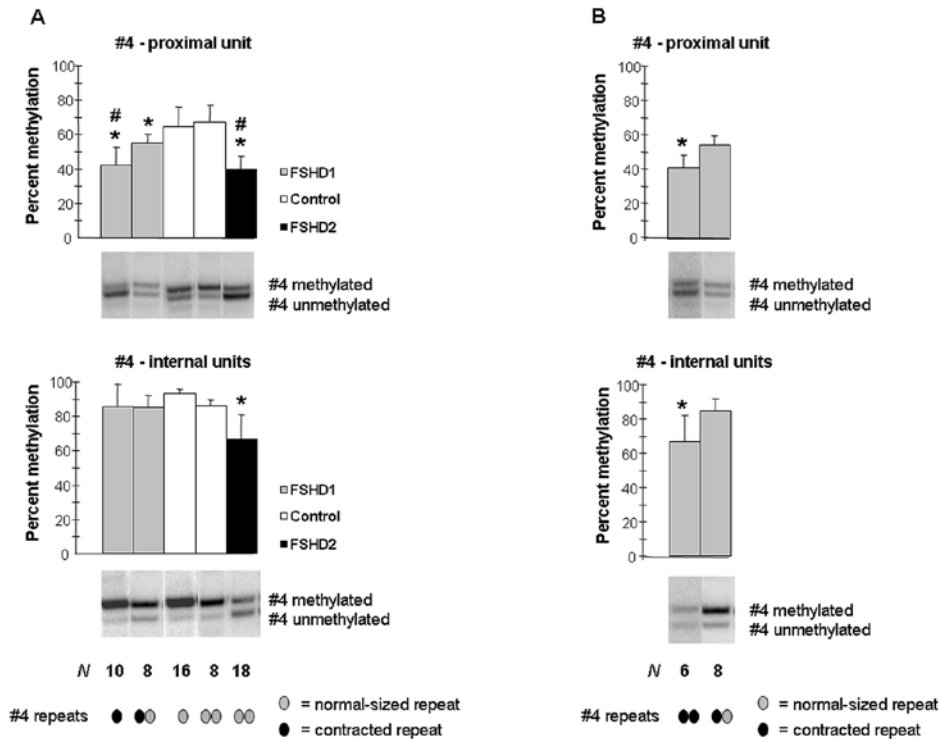 A
#4 - proximal unit
Percent methylation
100
80
60
40
20
0
#
*
*
#
*
FSHD1
Control
FSHD2
#4 methylated
#4 unmethylated
#4 - internal units
Percent methylation
100
80
60
40
20
0
*
FSHD1
Control
FSHD2
#4 methylated
#4 unmethylated
N 10 8 16 8 18
#4 repeats
= normal-sized repeat
= contracted repeat
B
#4 - proximal unit
Percent methylation
100
80
60
40
20
0
*
#4 methylated
#4 unmethylated
#4 - internal units
Percent methylation
100
80
60
40
20
0
*
#4 methylated
#4 unmethylated
N 6 8
#4 repeats
= normal-sized repeat
= contracted repeat